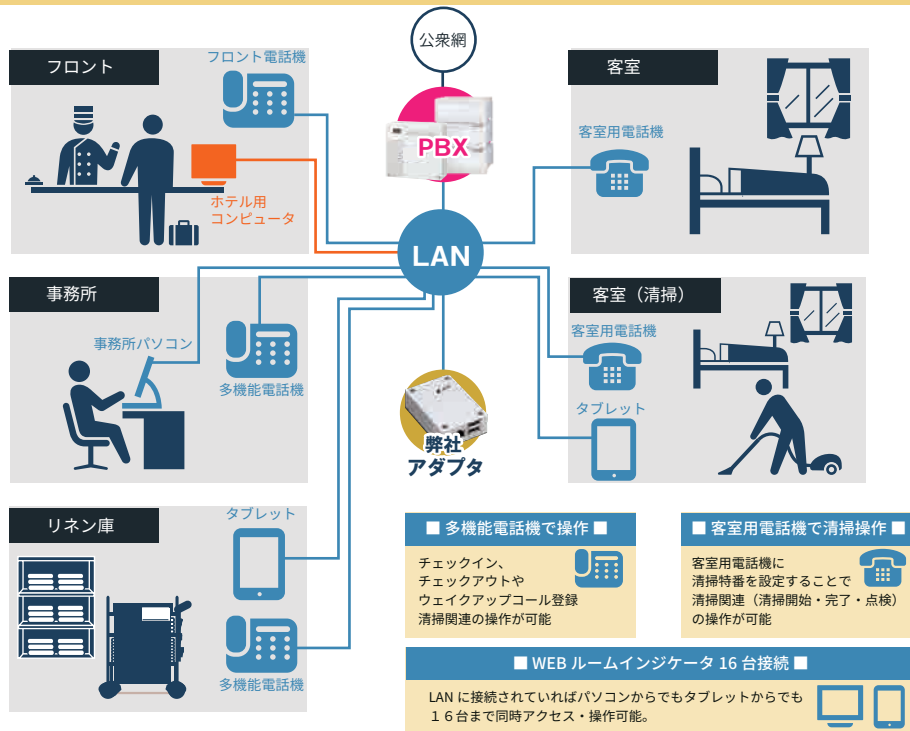 公衆網
PBX
LAN
弊社
アダプタ
フロント
フロント電話機
ホテル用
コンピュータ
事務所
事務所パソコン
多機能電話機
リネン庫
タブレット
多機能電話機
客室
客室用電話機
客室（清掃）
客室用電話機
タブレット
■ 多機能電話機で操作 ■
チェックイン、
チェックアウトや
ウェイクアップコール登録
清掃関連の操作が可能
■ 客室用電話機で清掃操作 ■
客室用電話機に
清掃特番を設定することで
清掃関連（清掃開始・完了・点検）
の操作が可能
■ WEB ルームインジケータ 16 台接続 ■
LAN に接続されていればパソコンからでもタブレットからでも
１６台まで同時アクセス・操作可能。